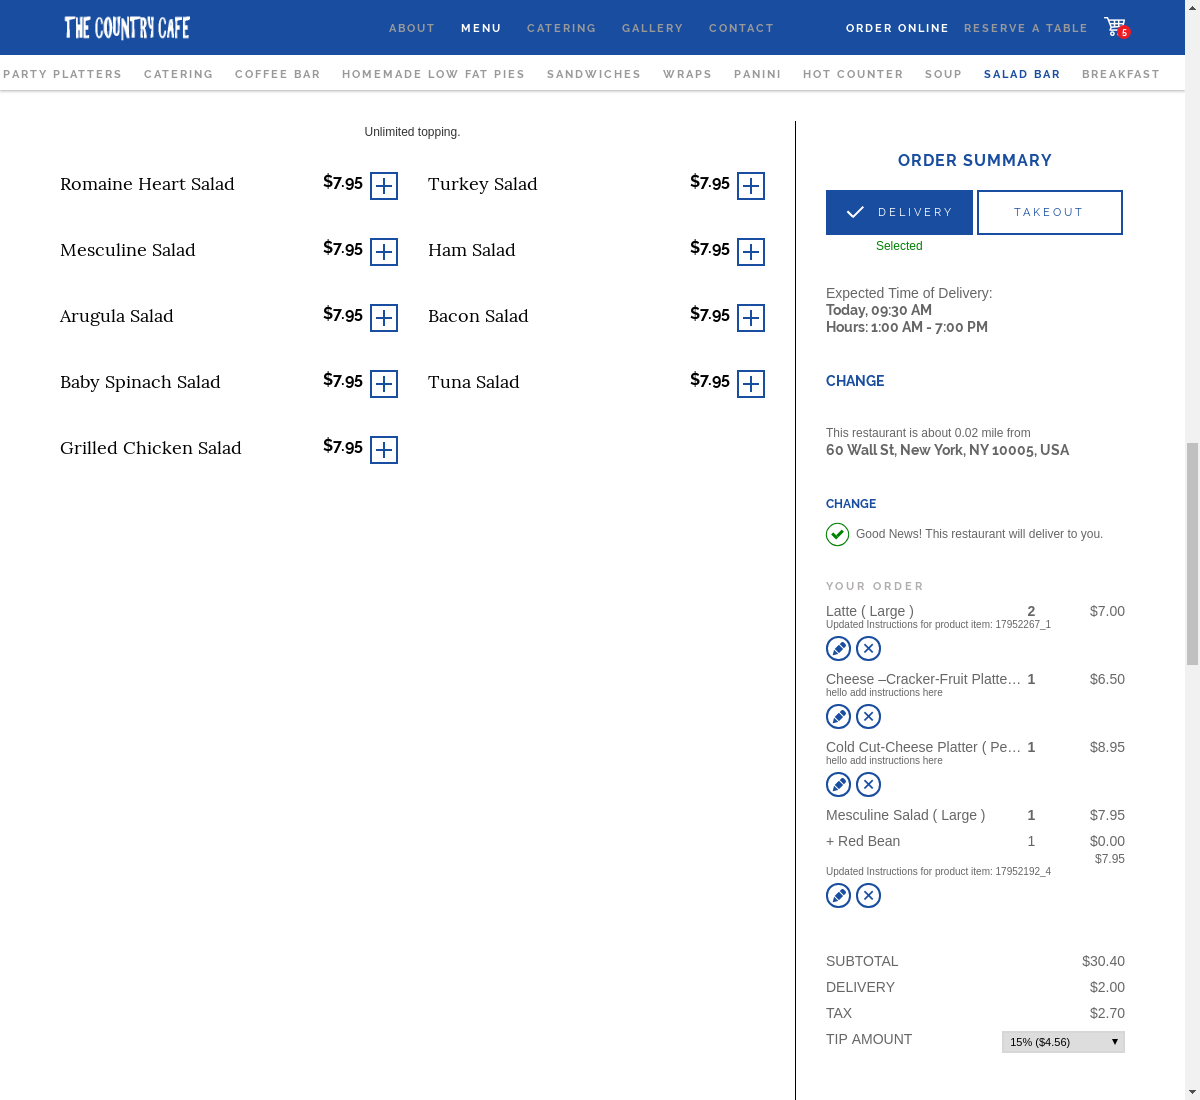 THE COUNTRY CAFE
ABOUT MENU CATERING GALLERY CONTACT ORDER ONLINE RESERVE A TABLE 5
PARTY PLATTERS CATERING COFFEE BAR HOMEMADE LOW FAT PIES SANDWICHES WRAPS PANINI HOT COUNTER SOUP SALAD BAR BREAKFAST
Unlimited topping.
Romaine Heart Salad $7.95
Turkey Salad $7.95
Mesculine Salad $7.95
Ham Salad $7.95
Arugula Salad $7.95
Bacon Salad $7.95
Baby Spinach Salad $7.95
Tuna Salad $7.95
Grilled Chicken Salad $7.95
ORDER SUMMARY
DELIVERY TAKEOUT
Selected
Expected Time of Delivery:
Today, 09:30 AM
Hours: 1:00 AM - 7:00 PM
CHANGE
This restaurant is about 0.02 mile from
60 Wall St, New York, NY 10005, USA
CHANGE
Good News! This restaurant will deliver to you.
YOUR ORDER
Latte ( Large ) 2 $7.00
Updated Instructions for product item: 17952267_1
Cheese –Cracker-Fruit Platte… 1 $6.50
hello add instructions here
Cold Cut-Cheese Platter ( Pe… 1 $8.95
hello add instructions here
Mesculine Salad ( Large ) 1 $7.95
+ Red Bean 1 $0.00
$7.95
Updated Instructions for product item: 17952192_4
SUBTOTAL $30.40
DELIVERY $2.00
TAX $2.70
TIP AMOUNT 15% ($4.56)